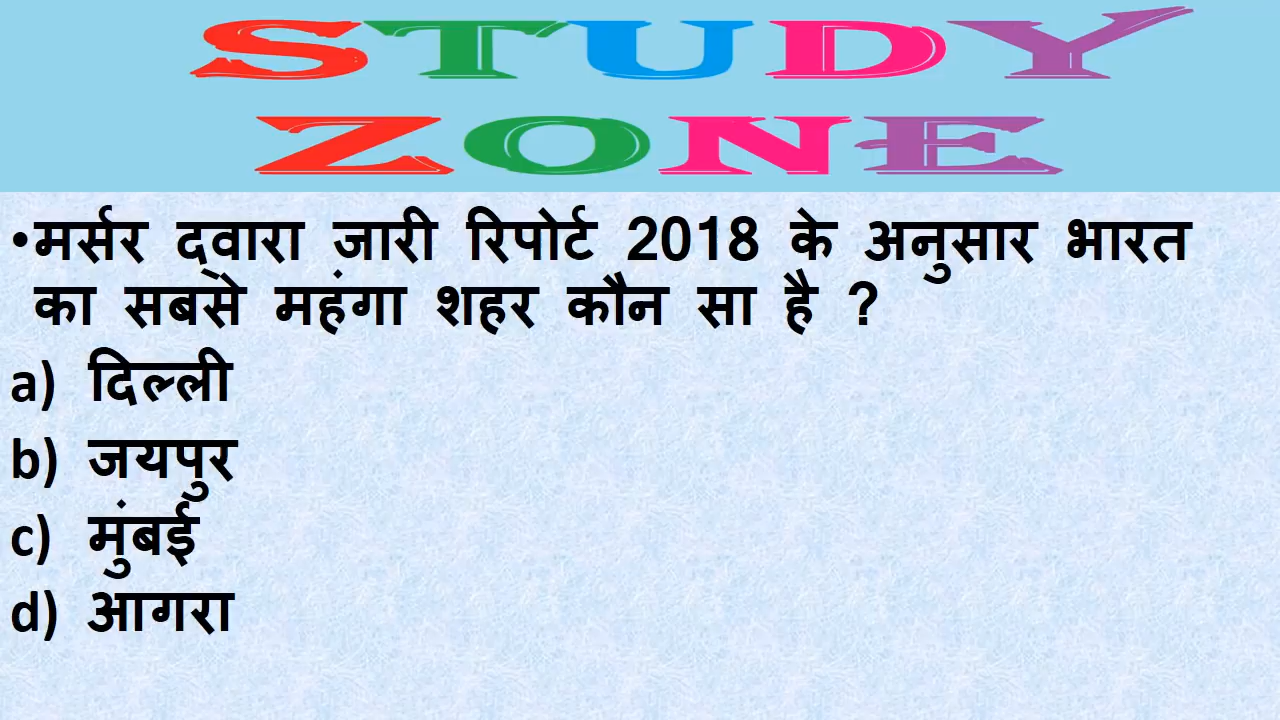 STUDY
ZONE
•मर्सर द्वारा जारी रिपोर्ट 2018 के अनुसार भारत
का सबसे महंगा शहर कौन सा है ?
a) दिल्ली
b) जयपुर
c) मुंबई
d) आगरा